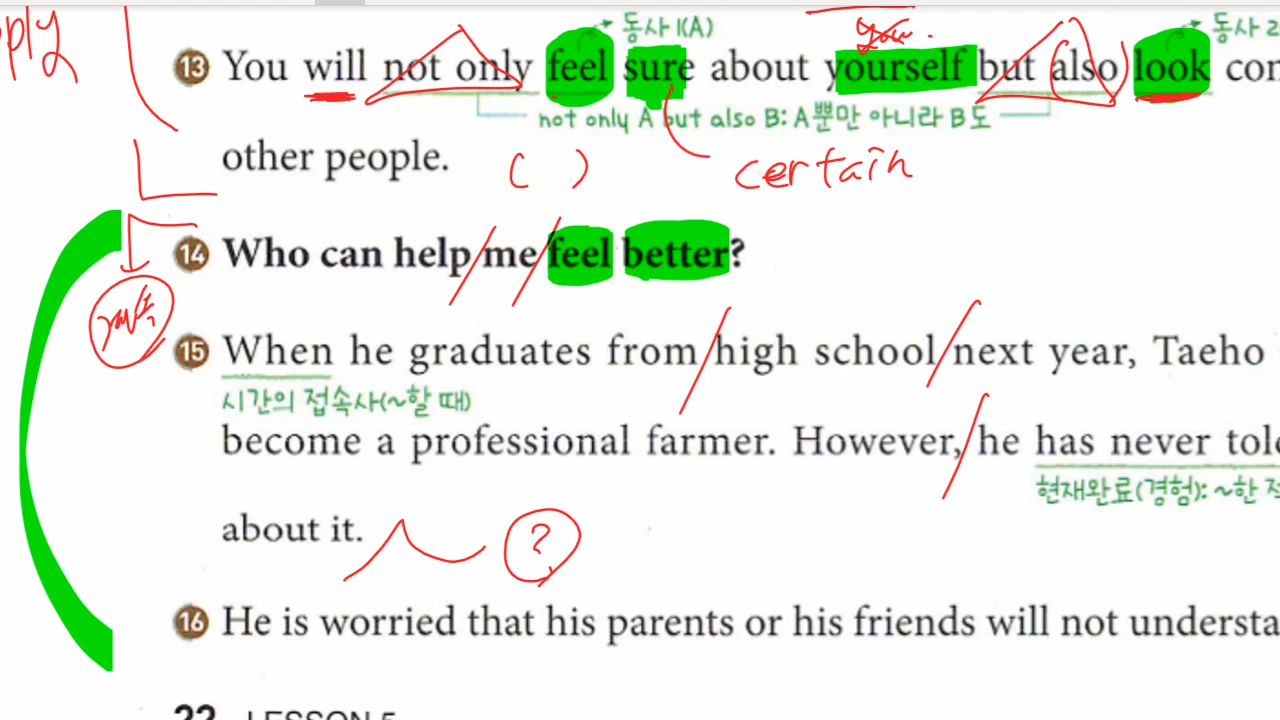 ply
동사 1(A)
동사 2
you.
13 You will not only feel sure about yourself but also look con
not only A but also B: A뿐만 아니라 B도
other people. ( ) certain
14 Who can help me feel better?
15 When he graduates from high school next year, Taeho
시간의 접속사(~할 때)
become a professional farmer. However, he has never tol
현재완료(경험): ~한 적
about it. ?
16 He is worried that his parents or his friends will not understa
22 LESSON 5